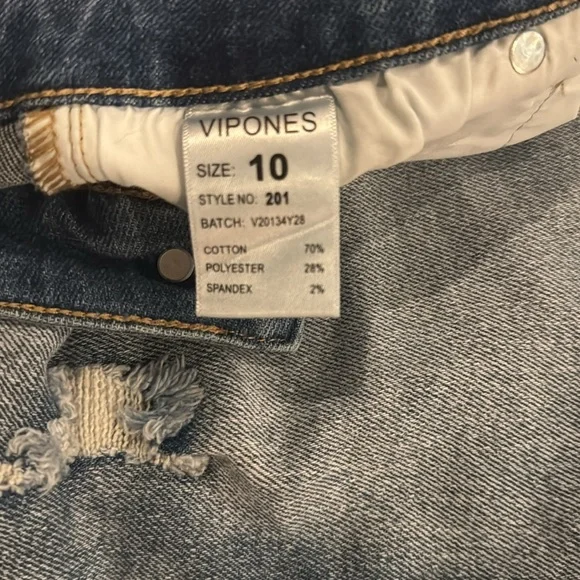 VIPONES
SIZE: 10
STYLE NO: 201
BATCH: V20134Y28
COTTON 70%
POLYESTER 28%
SPANDEX 2%